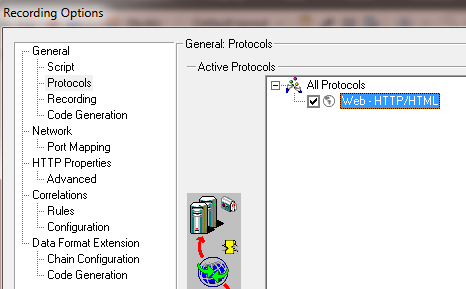 Recording Options
General
Script
Protocols
Recording
Code Generation
Network
Port Mapping
HTTP Properties
Advanced
Correlations
Rules
Configuration
Data Format Extension
Chain Configuration
Code Generation
General: Protocols
Active Protocols
All Protocols
Web - HTTP/HTML